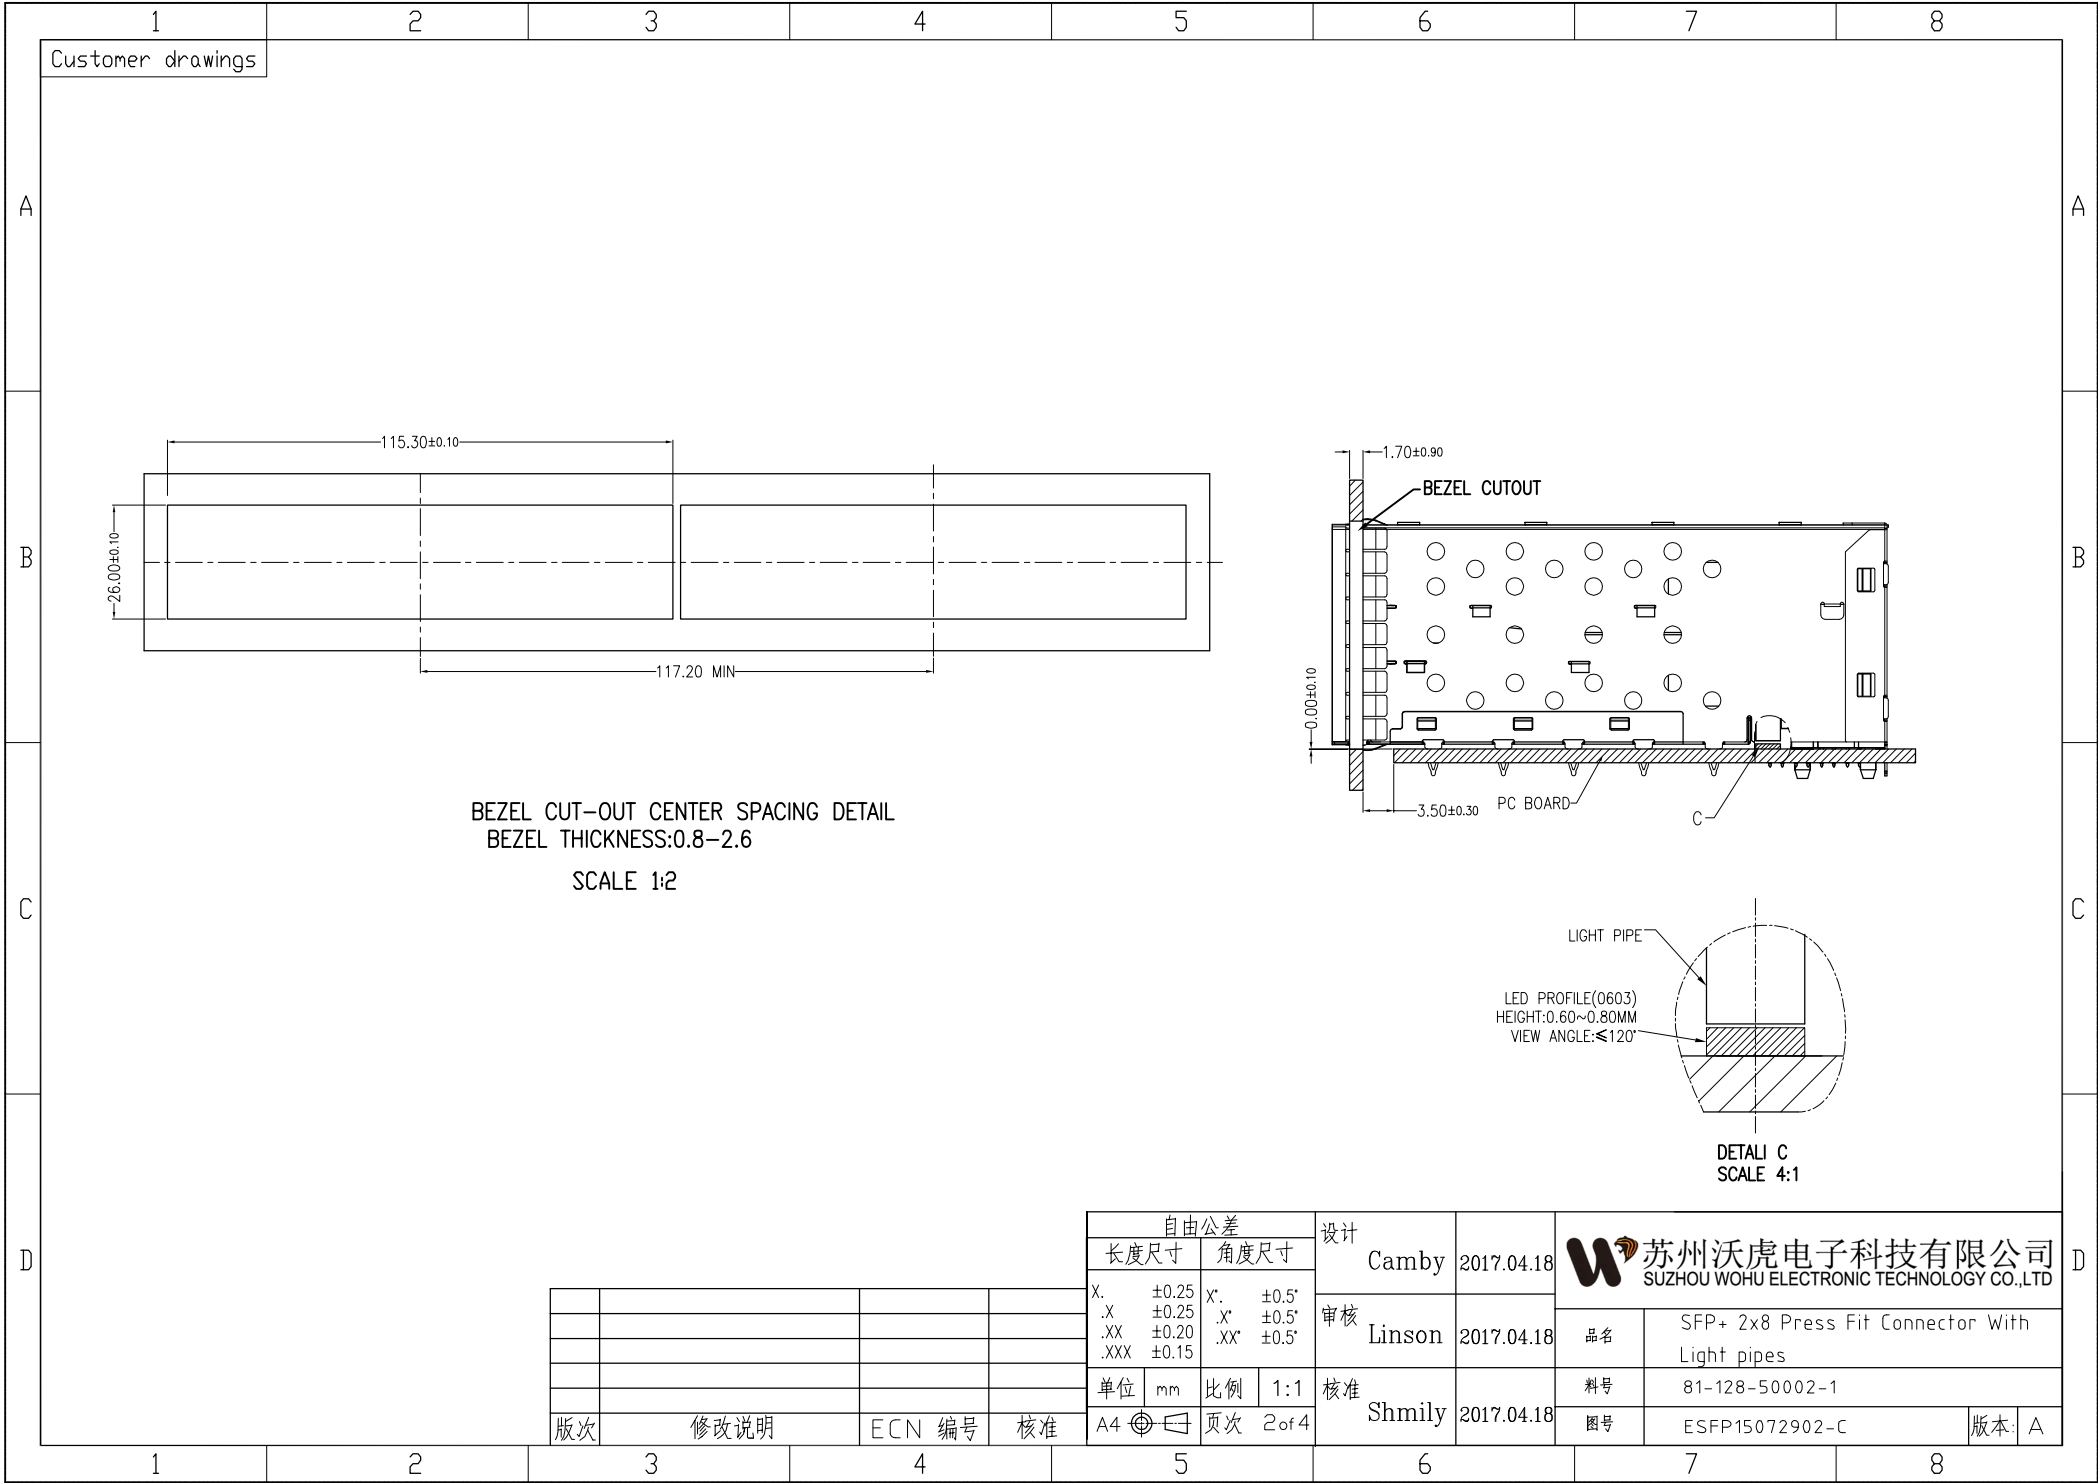 1 2 3 4 5 6 7 8
Customer drawings
A
A
B
B
C
C
D
D
115.30±0.10
26.00±0.10
117.20 MIN
BEZEL CUT-OUT CENTER SPACING DETAIL
BEZEL THICKNESS:0.8-2.6
SCALE 1:2
1.70±0.90
BEZEL CUTOUT
0.00±0.10
3.50±0.30
PC BOARD
C
LIGHT PIPE
LED PROFILE(0603)
HEIGHT:0.60~0.80MM
VIEW ANGLE:≤120°
DETALI C
SCALE 4:1
版次 修改说明 ECN 编号 核准
自由公差
长度尺寸 角度尺寸
X. ±0.25 X°. ±0.5°
.X ±0.25 .X° ±0.5°
.XX ±0.20 .XX° ±0.5°
.XXX ±0.15
单位 mm 比例 1:1
A4 页次 2of4
设计 Camby 2017.04.18
审核 Linson 2017.04.18
核准 Shmily 2017.04.18
苏州沃虎电子科技有限公司
SUZHOU WOHU ELECTRONIC TECHNOLOGY CO.,LTD
品名 SFP+ 2x8 Press Fit Connector With
Light pipes
料号 81-128-50002-1
图号 ESFP15072902-C 版本: A
1 2 3 4 5 6 7 8